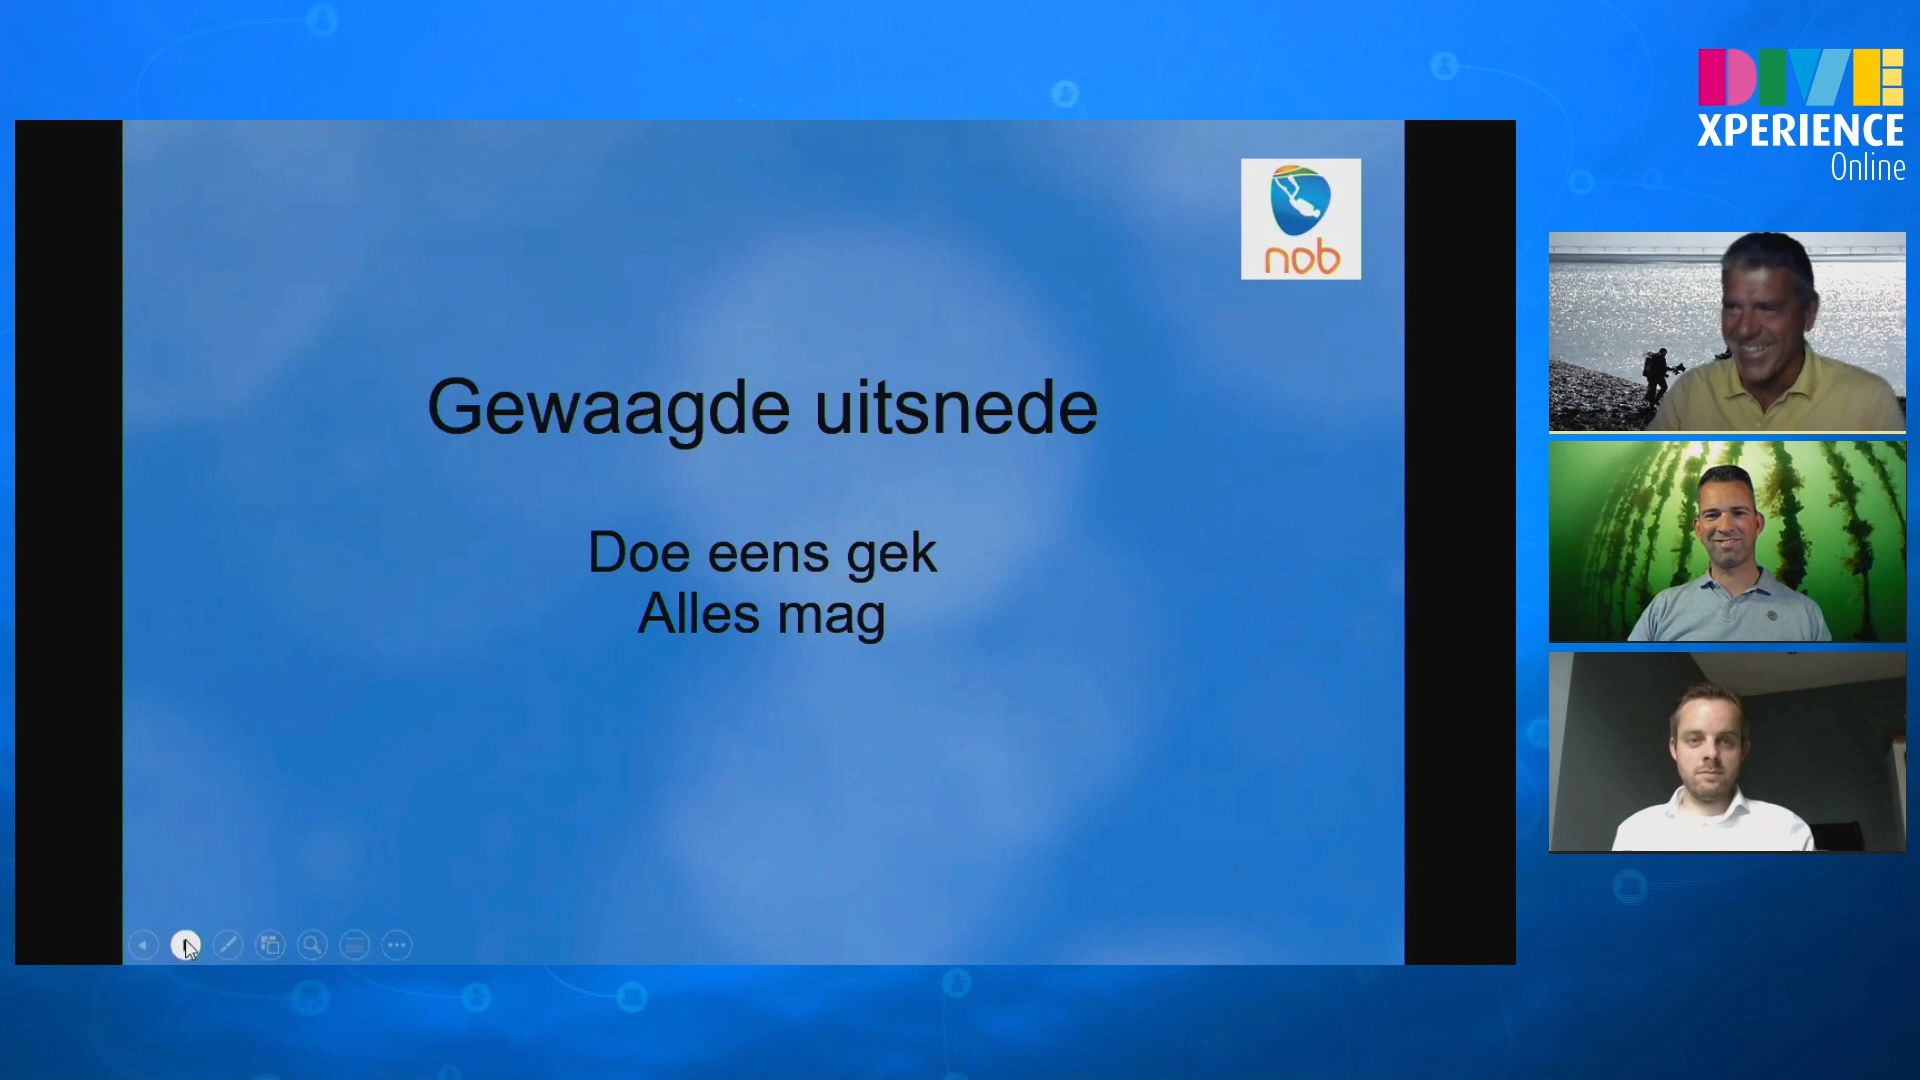 DIVE
XPERIENCE
Online
nob
Gewaagde uitsnede
Doe eens gek
Alles mag